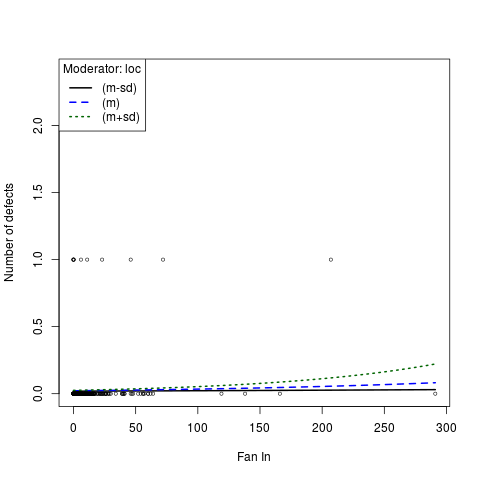 Moderator: loc
(m-sd)
(m)
(m+sd)
Number of defects
2.0
1.5
1.0
0.5
0.0
0 50 100 150 200 250 300
Fan In